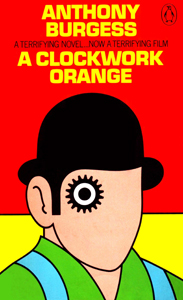 ANTHONY
BURGESS
A TERRIFYING NOVEL...NOW A TERRIFYING FILM
A CLOCKWORK
ORANGE